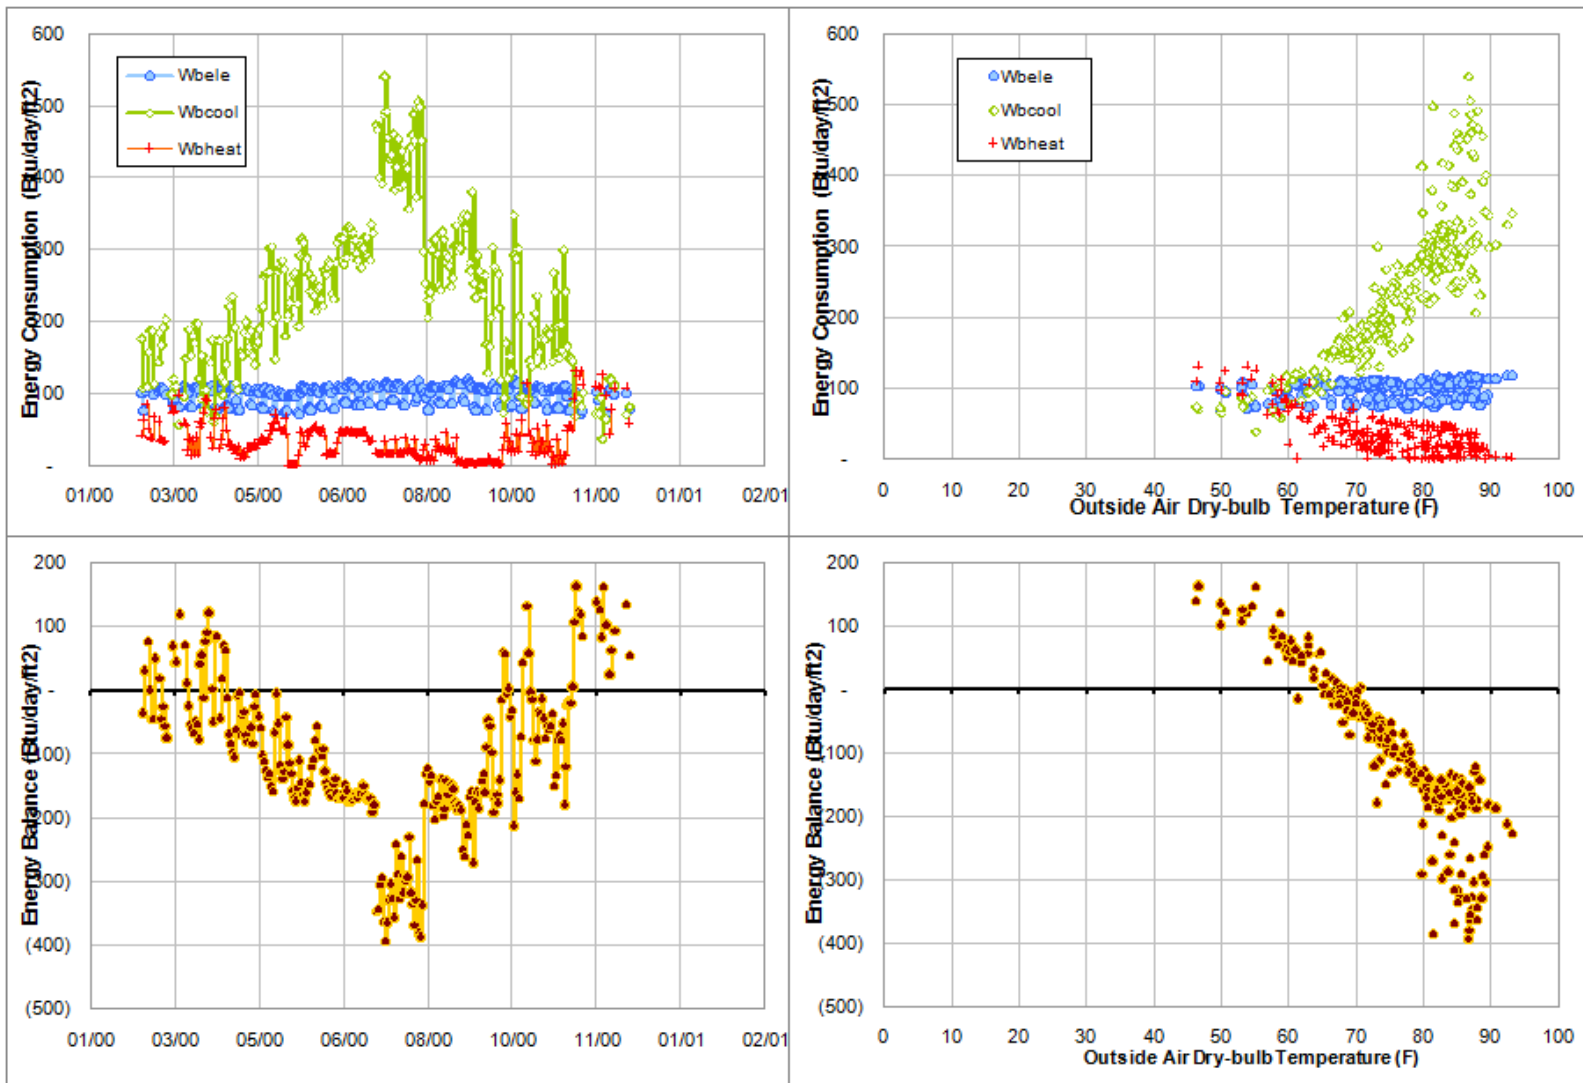 600
500
400
300
200
100
-
Energy Consumption (Btu/day/ft2)
Wbele
Wbcool
Wbheat
01/00 03/00 05/00 06/00 08/00 10/00 11/00 01/01 02/01
600
500
400
300
200
100
-
Energy Consumption (Btu/day/ft2)
Wbele
Wbcool
Wbheat
0 10 20 30 40 50 60 70 80 90 100
Outside Air Dry-bulb Temperature (F)
200
100
-
(100)
(200)
(300)
(400)
(500)
Energy Balance (Btu/day/ft2)
01/00 03/00 05/00 06/00 08/00 10/00 11/00 01/01 02/01
200
100
-
(100)
(200)
(300)
(400)
(500)
Energy Balance (Btu/day/ft2)
0 10 20 30 40 50 60 70 80 90 100
Outside Air Dry-bulb Temperature (F)